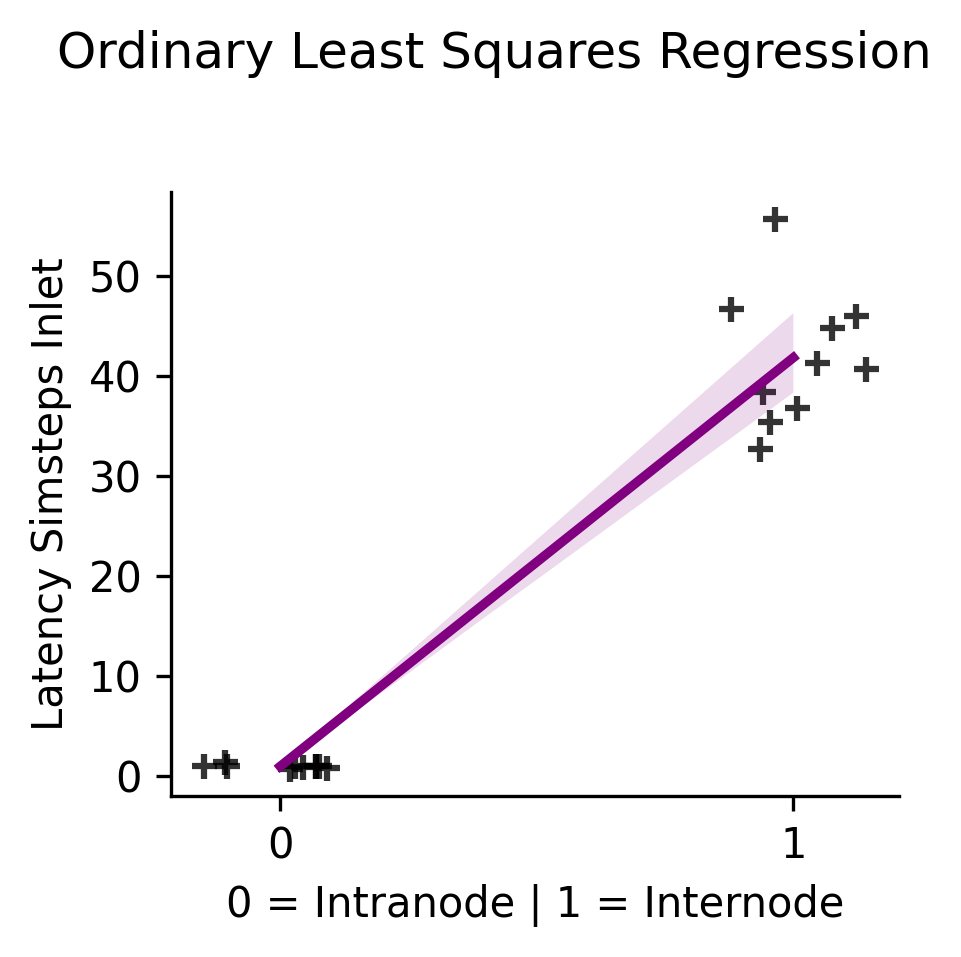 Ordinary Least Squares Regression
Latency Simsteps Inlet
50
40
30
20
10
0
0
1
0 = Intranode | 1 = Internode